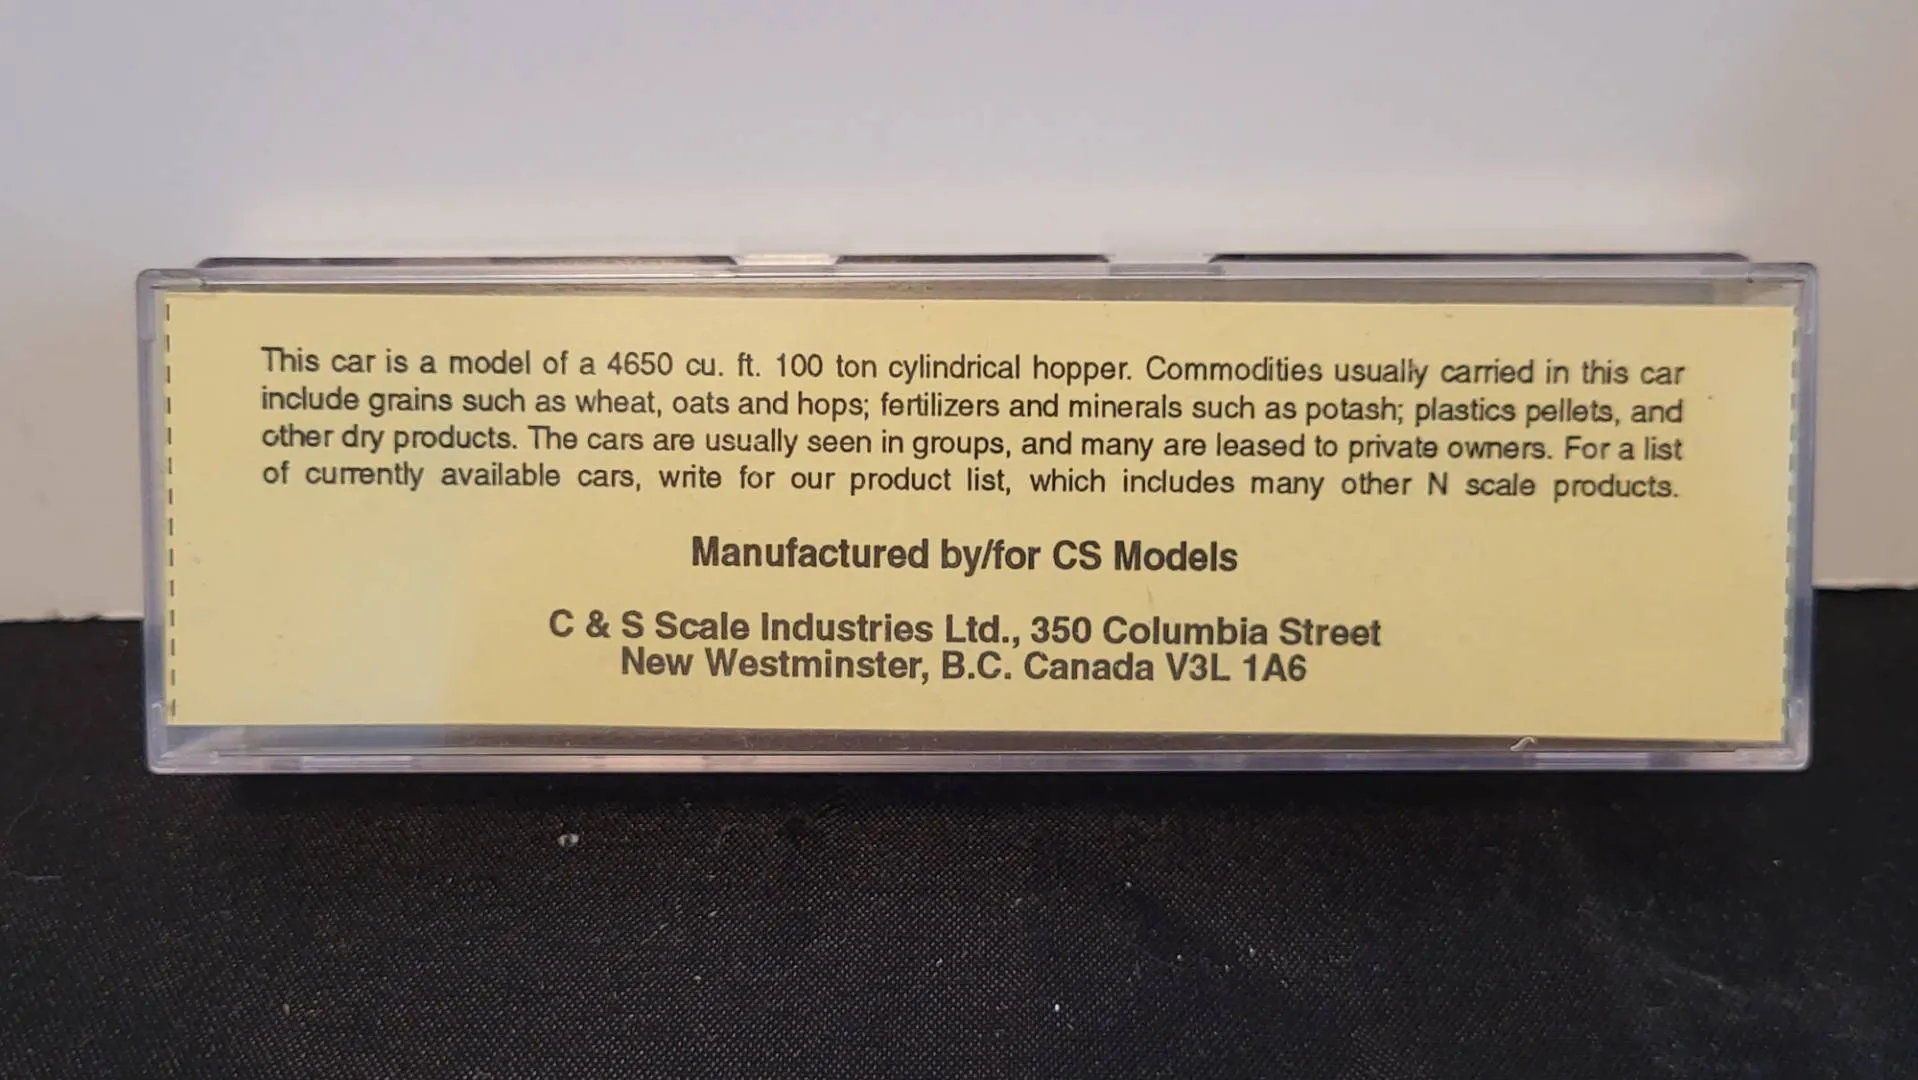 This car is a model of a 4650 cu. ft. 100 ton cylindrical hopper. Commodities usually carried in this car
include grains such as wheat, oats and hops; fertilizers and minerals such as potash; plastics pellets, and
other dry products. The cars are usually seen in groups, and many are leased to private owners. For a list
of currently available cars, write for our product list, which includes many other N scale products.
Manufactured by/for CS Models
C & S Scale Industries Ltd., 350 Columbia Street
New Westminster, B.C. Canada V3L 1A6